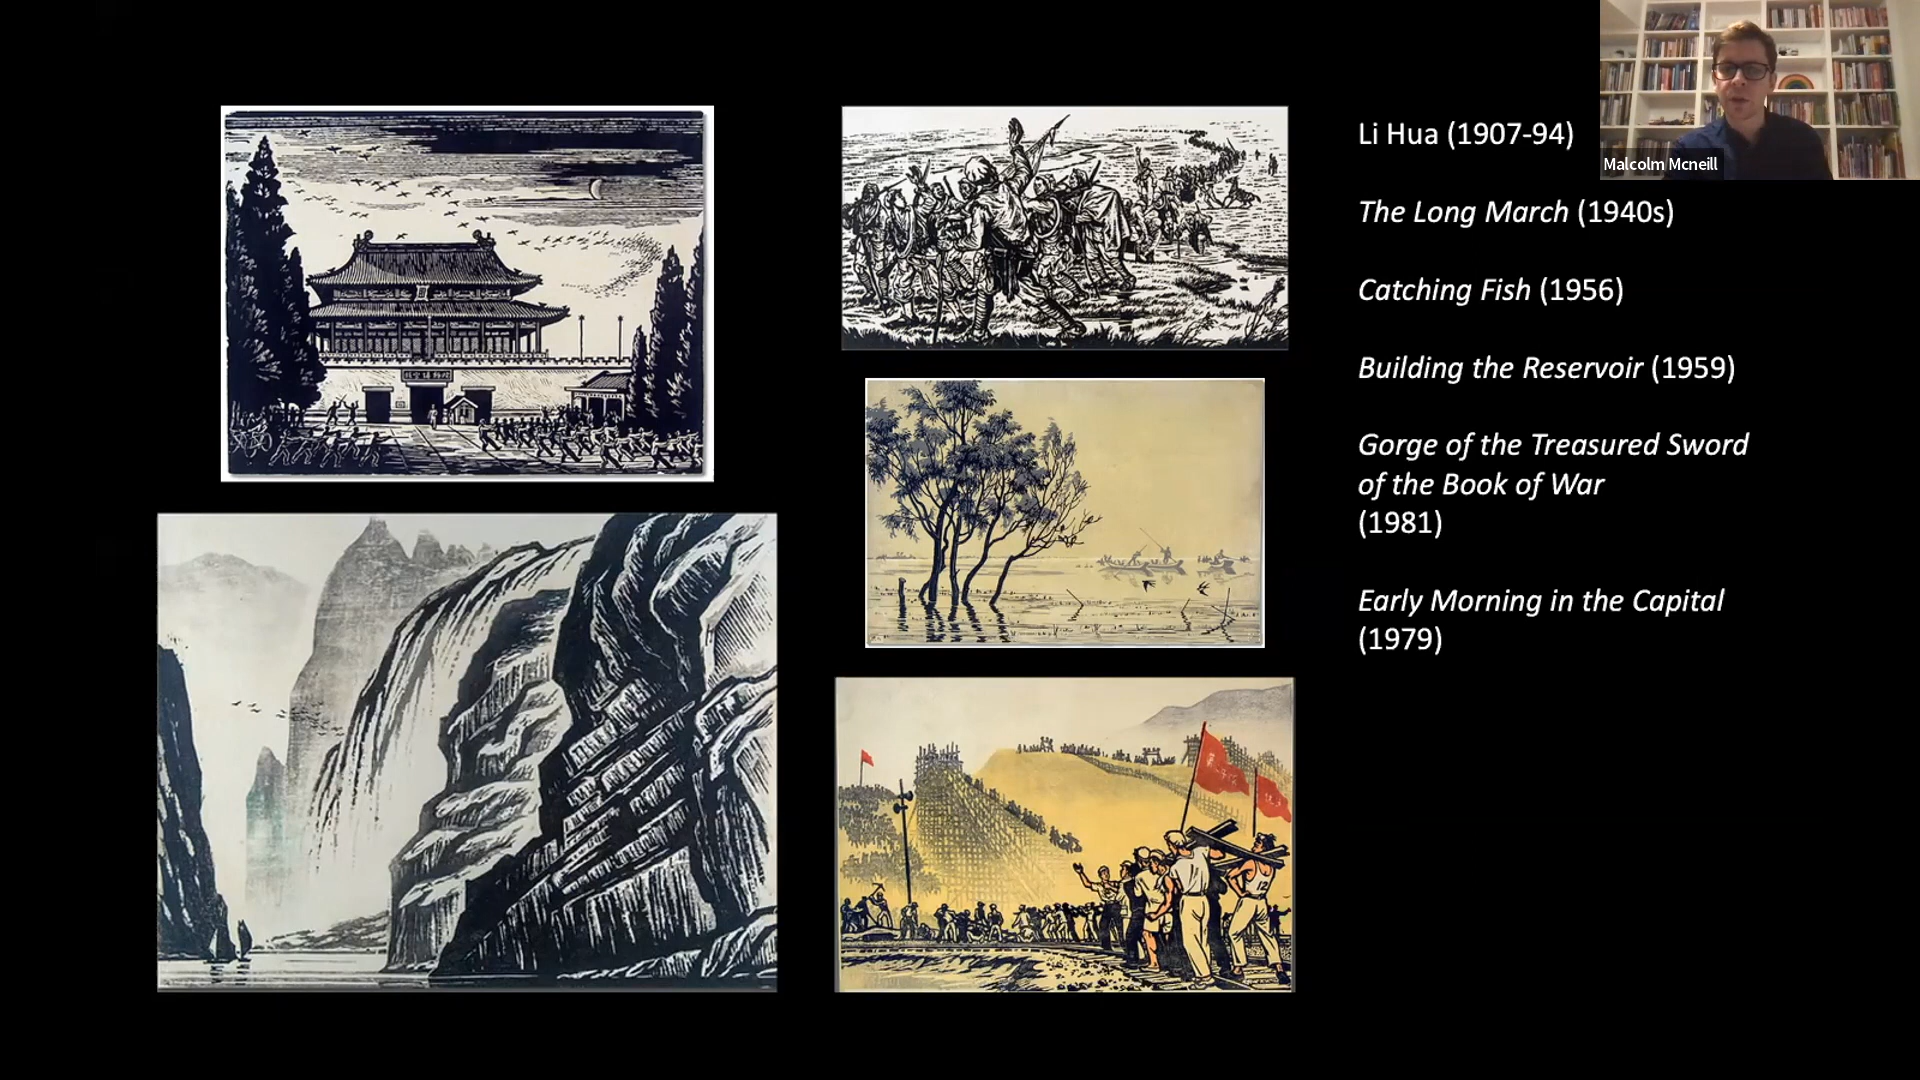 Li Hua (1907-94)
Malcolm Mcneill
The Long March (1940s)
Catching Fish (1956)
Building the Reservoir (1959)
Gorge of the Treasured Sword
of the Book of War
(1981)
Early Morning in the Capital
(1979)
12